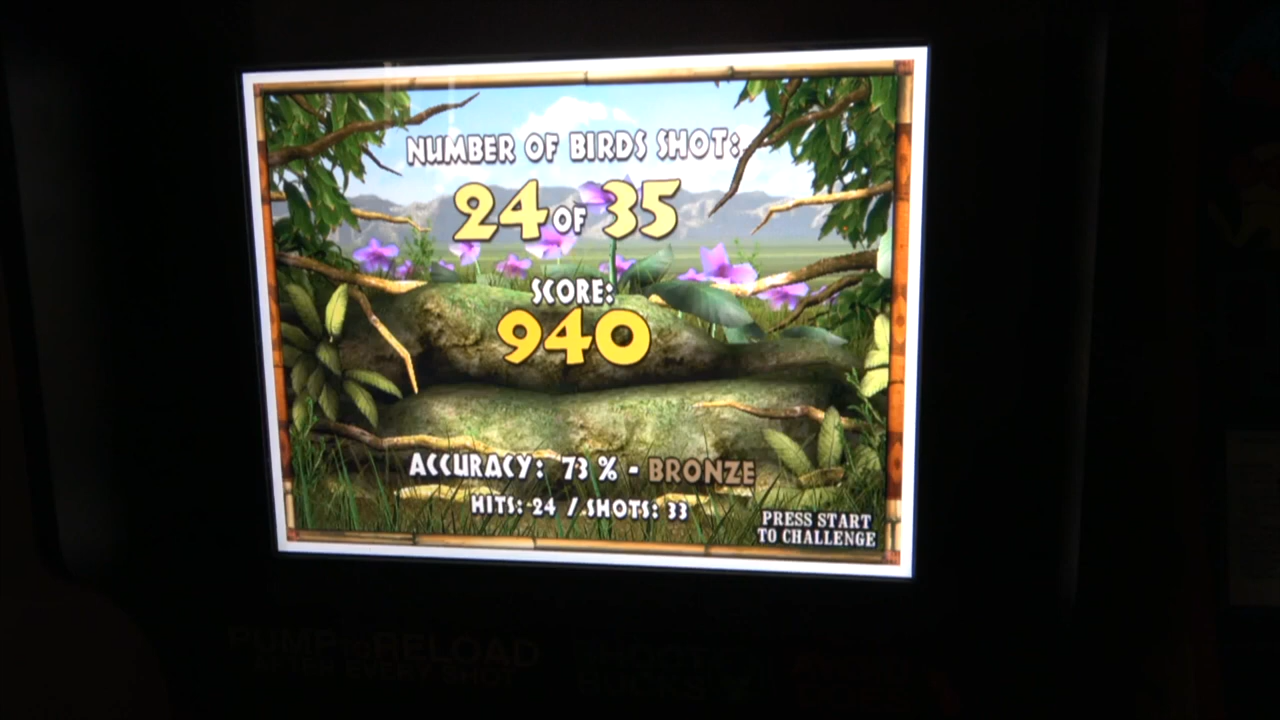 NUMBER OF BIRDS SHOT:
24 OF 35
SCORE:
940
ACCURACY: 73 % - BRONZE
HITS: 24 / SHOTS: 33
PRESS START
TO CHALLENGE
PUMP TO RELOAD
AFTER EVERY SHOT